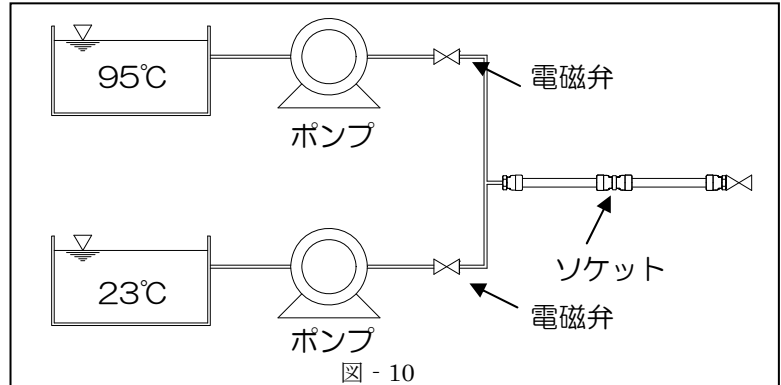 95℃
電磁弁
ポンプ
ソケット
23℃
電磁弁
ポンプ
図 - 10